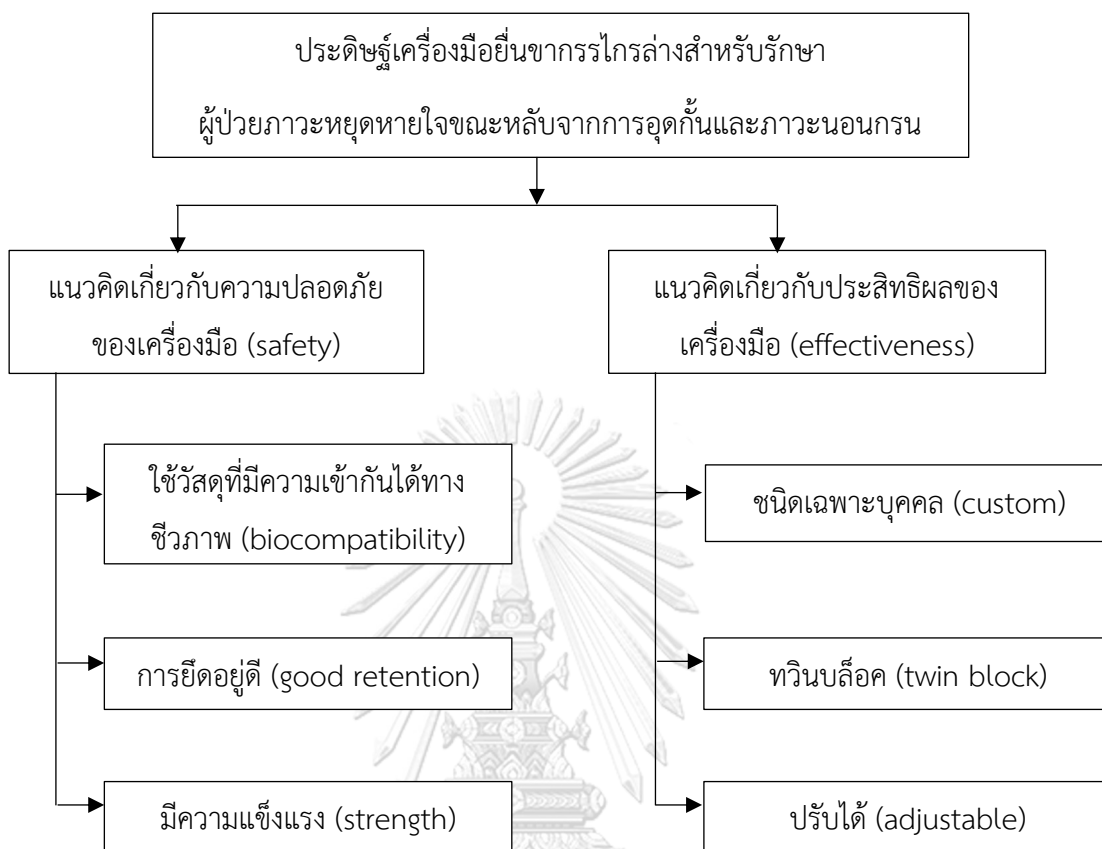 ประดิษฐ์เครื่องมือยื่นขากรรไกรล่างสำหรับรักษา
ผู้ป่วยภาวะหยุดหายใจขณะหลับจากการอุดกั้นและภาวะนอนกรน
แนวคิดเกี่ยวกับความปลอดภัย
ของเครื่องมือ (safety)
ใช้วัสดุที่มีความเข้ากันได้ทาง
ชีวภาพ (biocompatibility)
การยึดอยู่ดี (good retention)
มีความแข็งแรง (strength)
แนวคิดเกี่ยวกับประสิทธิผลของ
เครื่องมือ (effectiveness)
ชนิดเฉพาะบุคคล (custom)
ทวินบล็อค (twin block)
ปรับได้ (adjustable)